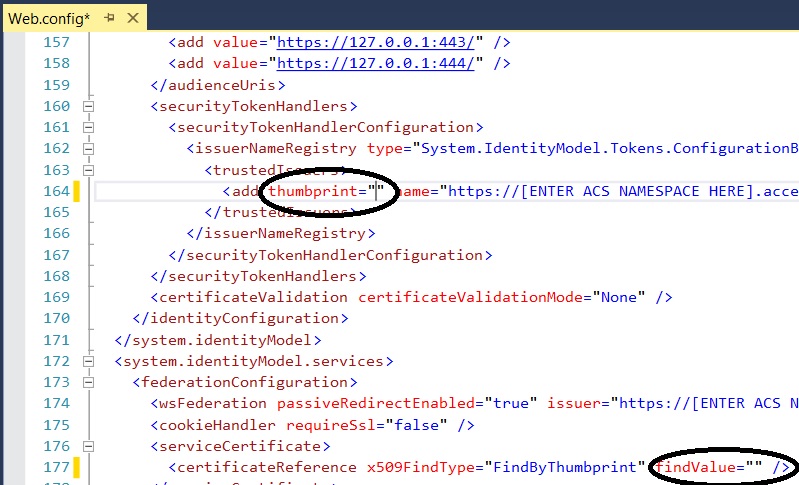 Web.config*
157 <add value="https://127.0.0.1:443/" />
158 <add value="https://127.0.0.1:444/" />
159 </audienceUris>
160 <securityTokenHandlers>
161 <securityTokenHandlerConfiguration>
162 <issuerNameRegistry type="System.IdentityModel.Tokens.ConfigurationB
163 <trustedIssuers>
164 <add thumbprint="" name="https://[ENTER ACS NAMESPACE HERE].acce
165 </trustedIssuers>
166 </issuerNameRegistry>
167 </securityTokenHandlerConfiguration>
168 </securityTokenHandlers>
169 <certificateValidation certificateValidationMode="None" />
170 </identityConfiguration>
171 </system.identityModel>
172 <system.identityModel.services>
173 <federationConfiguration>
174 <wsFederation passiveRedirectEnabled="true" issuer="https://[ENTER ACS N
175 <cookieHandler requireSsl="false" />
176 <serviceCertificate>
177 <certificateReference x509FindType="FindByThumbprint" findValue="" />